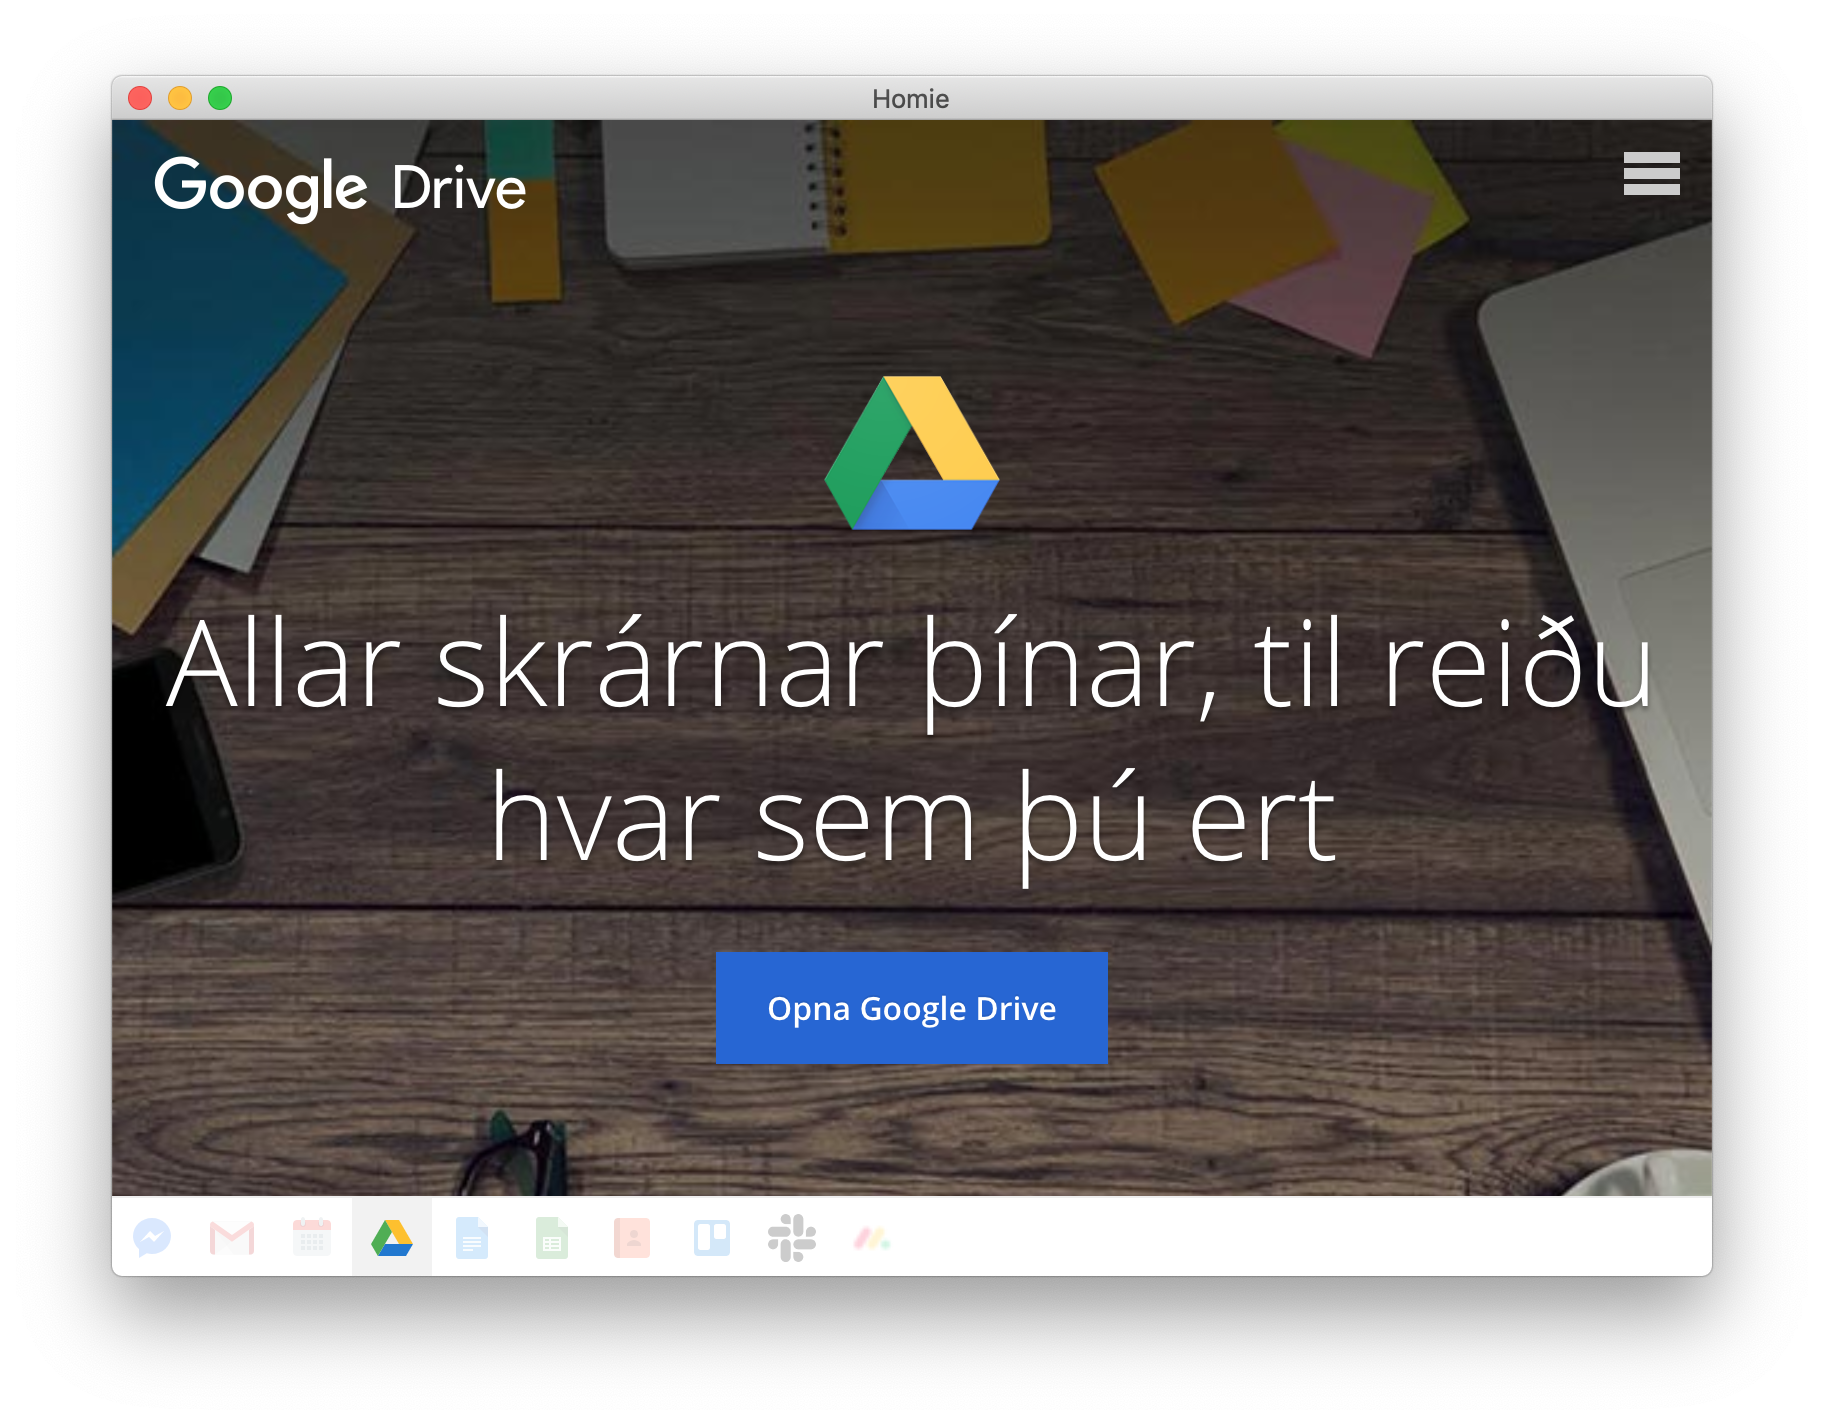 Homie
Google Drive
Allar skrárnar þínar, til reiðu
hvar sem þú ert
Opna Google Drive